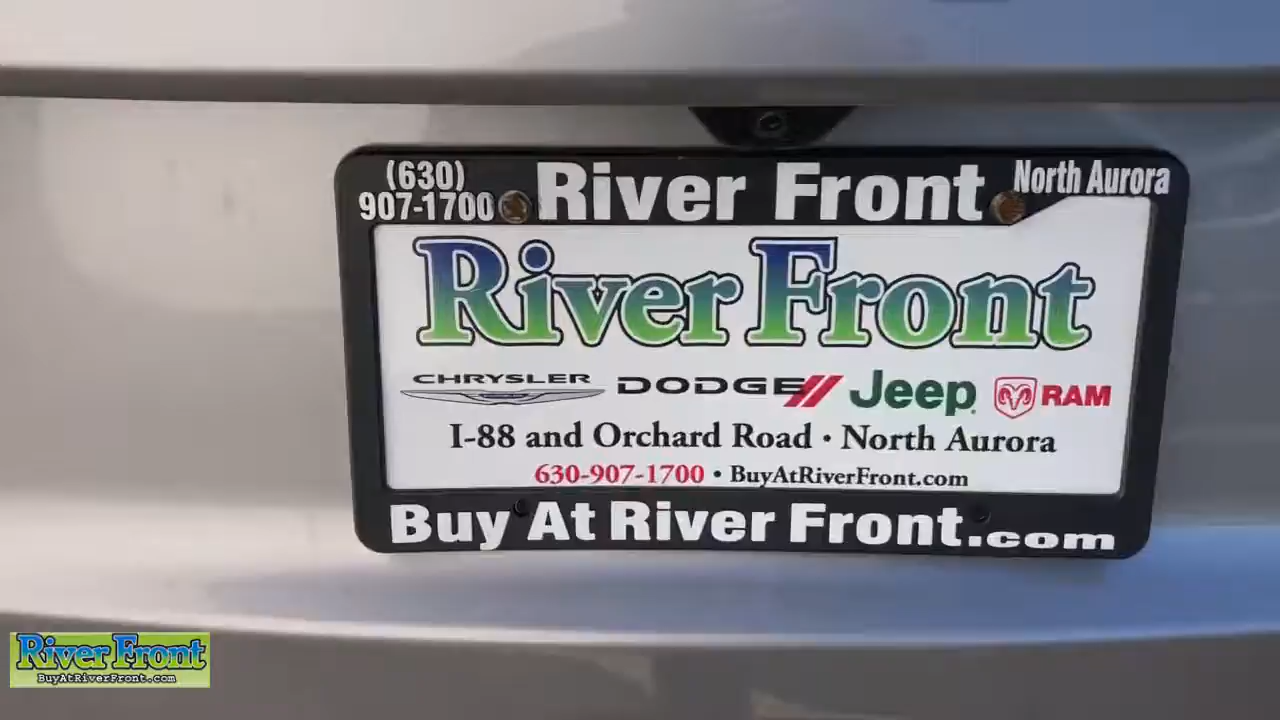 (630)
907-1700
River Front
North Aurora
River Front
CHRYSLER DODGE Jeep RAM
I-88 and Orchard Road • North Aurora
630-907-1700 • BuyAtRiverFront.com
Buy At River Front.com
River Front
BuyAtRiverFront.com